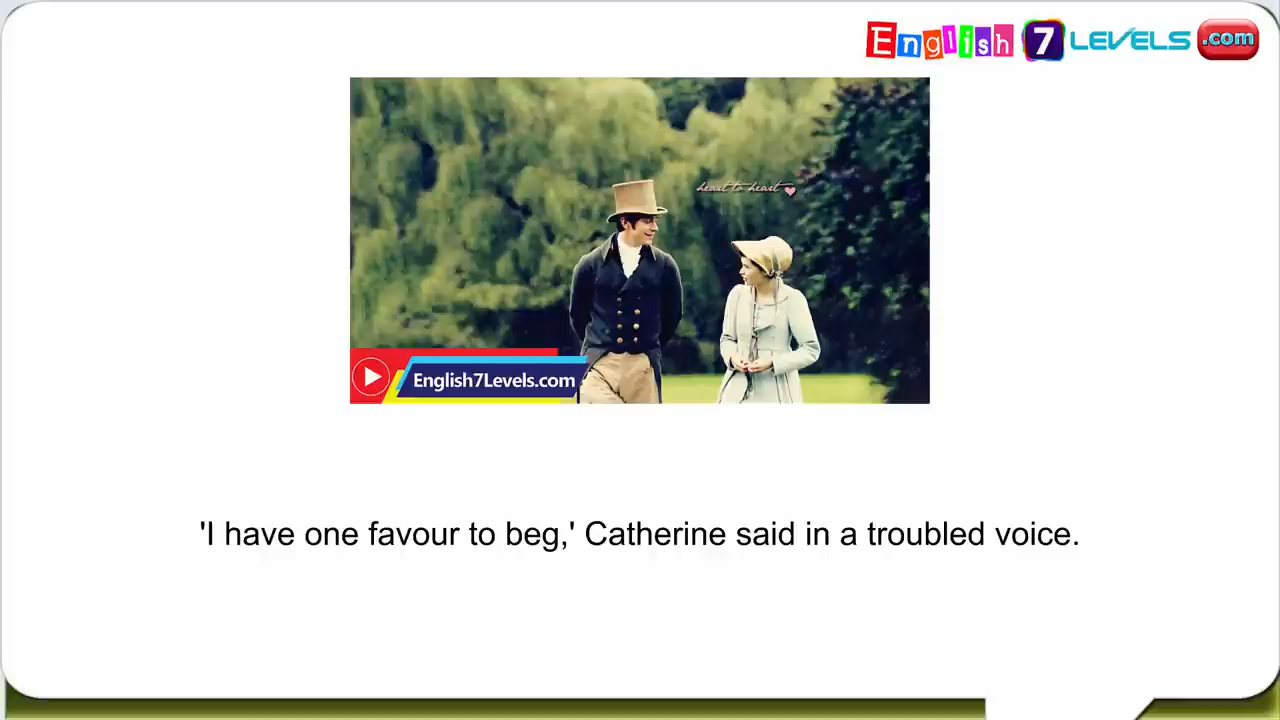 English 7 LEVELS .com
heart to heart
English7Levels.com
'I have one favour to beg,' Catherine said in a troubled voice.